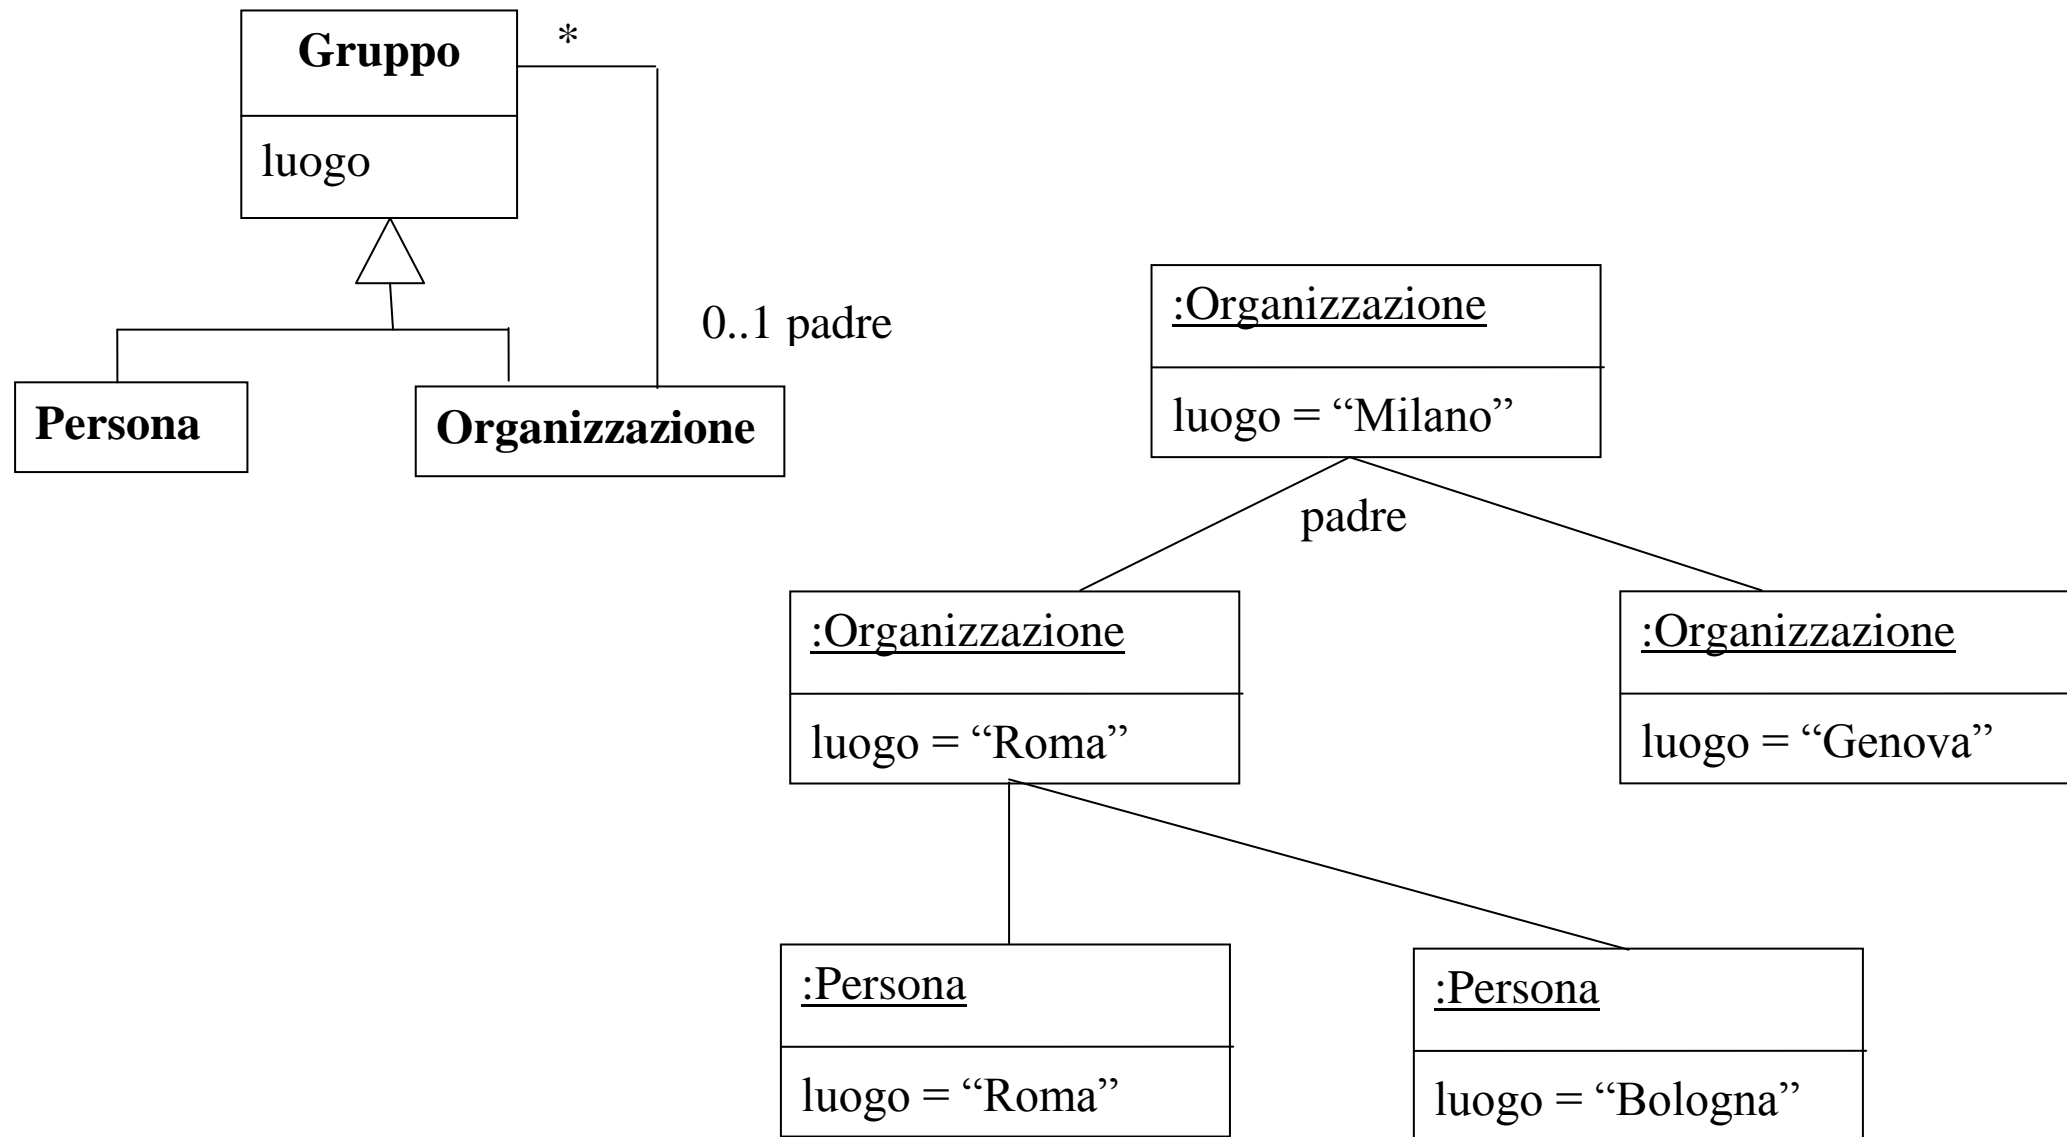 Gruppo
*
luogo
0..1 padre
Persona
Organizzazione
:Organizzazione
luogo = “Milano”
padre
:Organizzazione
luogo = “Roma”
:Organizzazione
luogo = “Genova”
:Persona
luogo = “Roma”
:Persona
luogo = “Bologna”